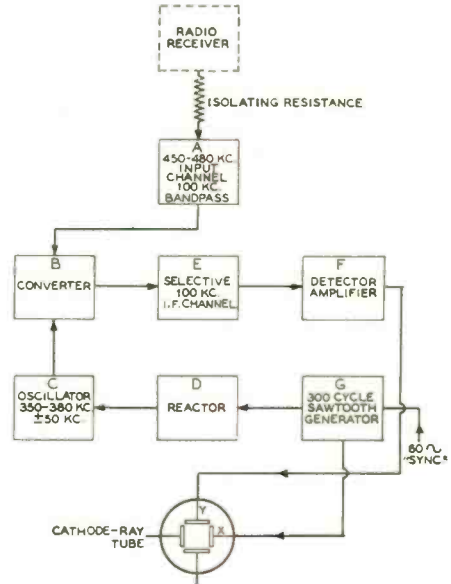 RADIO
RECEIVER
ISOLATING RESISTANCE
A
450-480 KC.
INPUT
CHANNEL
100 KC.
BANDPASS
B
CONVERTER
E
SELECTIVE
100 KC.
I.F. CHANNEL
F
DETECTOR
AMPLIFIER
C
OSCILLATOR
350-380 KC
±50 KC.
D
REACTOR
G
300 CYCLE
SAWTOOTH
GENERATOR
60 ~
"SYNC"
Y
X
CATHODE-RAY
TUBE